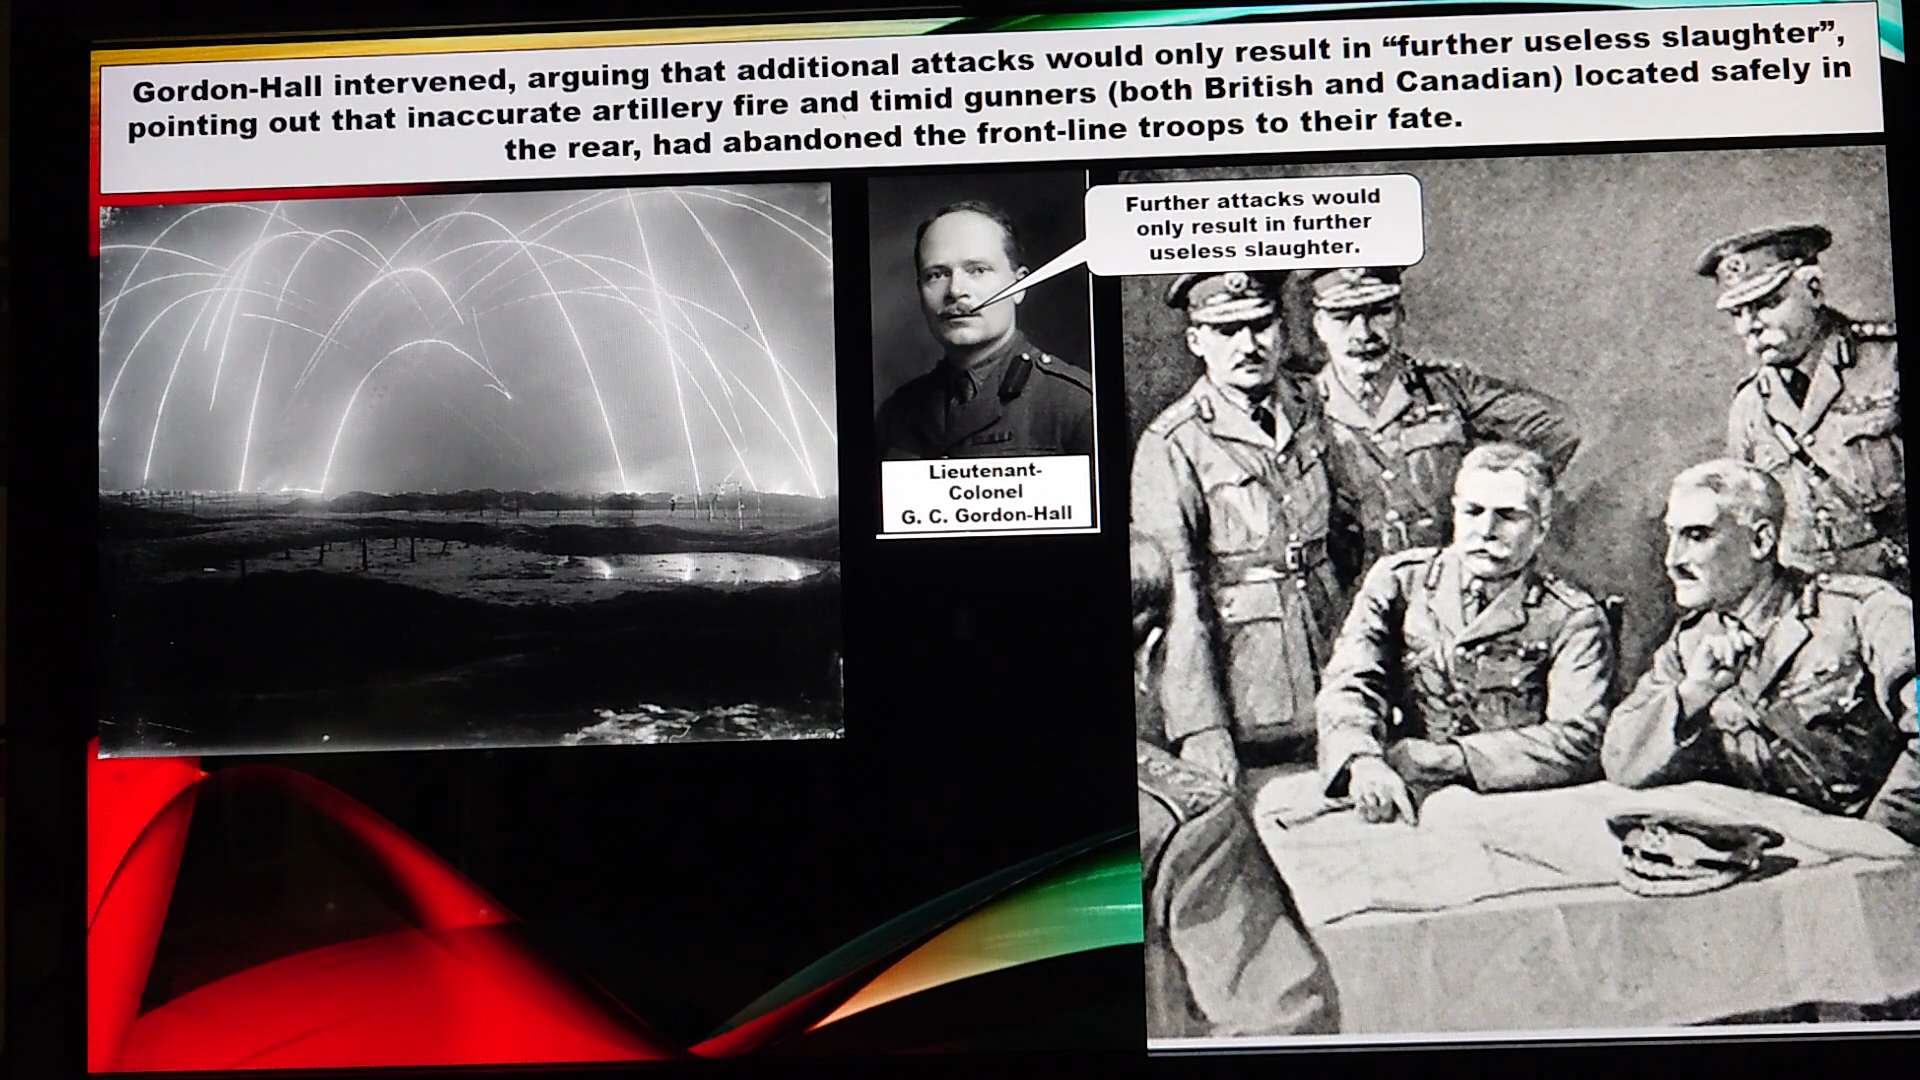 Gordon-Hall intervened, arguing that additional attacks would only result in “further useless slaughter”,
pointing out that inaccurate artillery fire and timid gunners (both British and Canadian) located safely in
the rear, had abandoned the front-line troops to their fate.
Further attacks would
only result in further
useless slaughter.
Lieutenant-
Colonel
G. C. Gordon-Hall